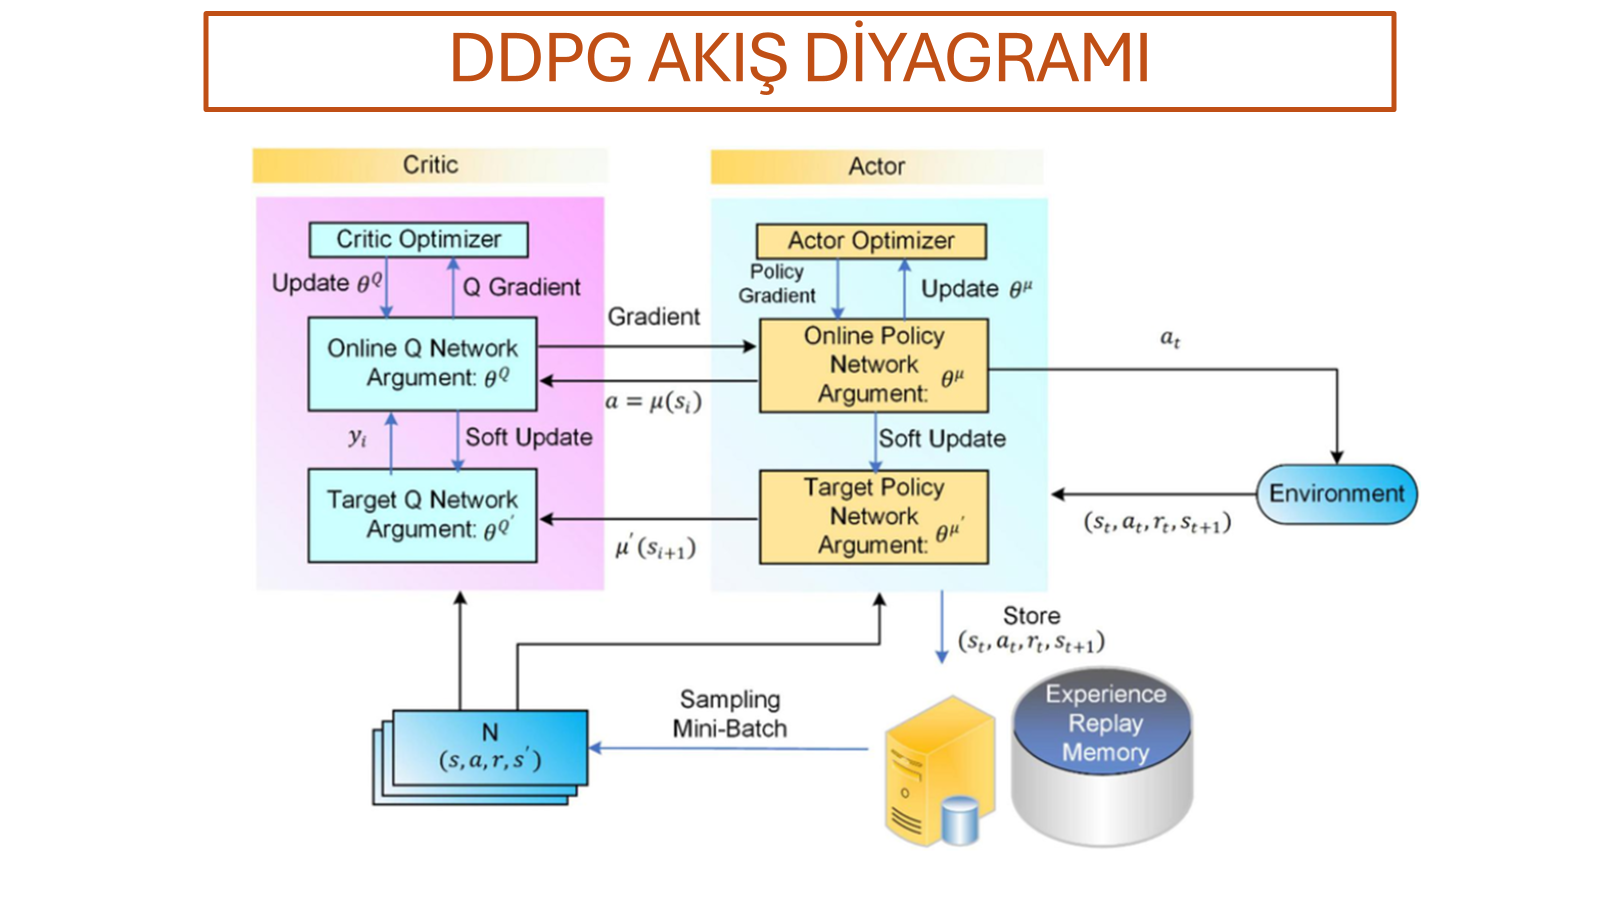 DDPG AKIŞ DİYAGRAMI
Critic
Critic Optimizer
Update θ^Q
Q Gradient
Online Q Network
Argument: θ^Q
y_i
Soft Update
Target Q Network
Argument: θ^Q′
Gradient
a = μ(s_i)
μ′(s_{i+1})
Actor
Actor Optimizer
Policy
Gradient
Update θ^μ
Online Policy
Network
Argument: θ^μ
Soft Update
Target Policy
Network
Argument: θ^μ′
a_t
Environment
(s_t, a_t, r_t, s_{t+1})
Store
(s_t, a_t, r_t, s_{t+1})
Experience
Replay
Memory
Sampling
Mini-Batch
N
(s, a, r, s′)